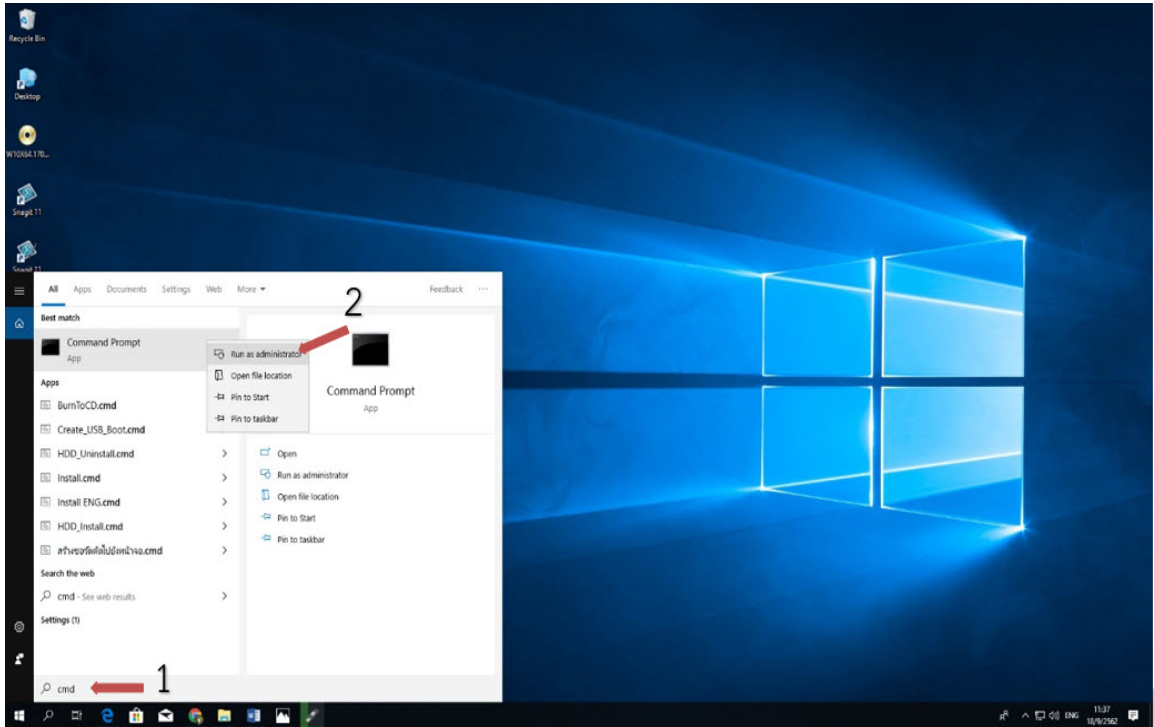 Recycle Bin
Desktop
W10X64.170...
Snagit 11
Snagit 11
All Apps Documents Settings Web More Feedback ...
2
Best match
Command Prompt
App
Run as administrator
Open file location
Pin to Start
Pin to taskbar
Command Prompt
App
Apps
BurnToCD.cmd
Create_USB_Boot.cmd
HDD_Uninstall.cmd
Install.cmd
Install ENG.cmd
HDD_Install.cmd
สร้างชอร์ตคัตไปยังหน้าจอ.cmd
Open
Run as administrator
Open file location
Pin to Start
Pin to taskbar
Search the web
cmd - See web results
Settings (1)
cmd
1
ENG
11:37
10/9/2562